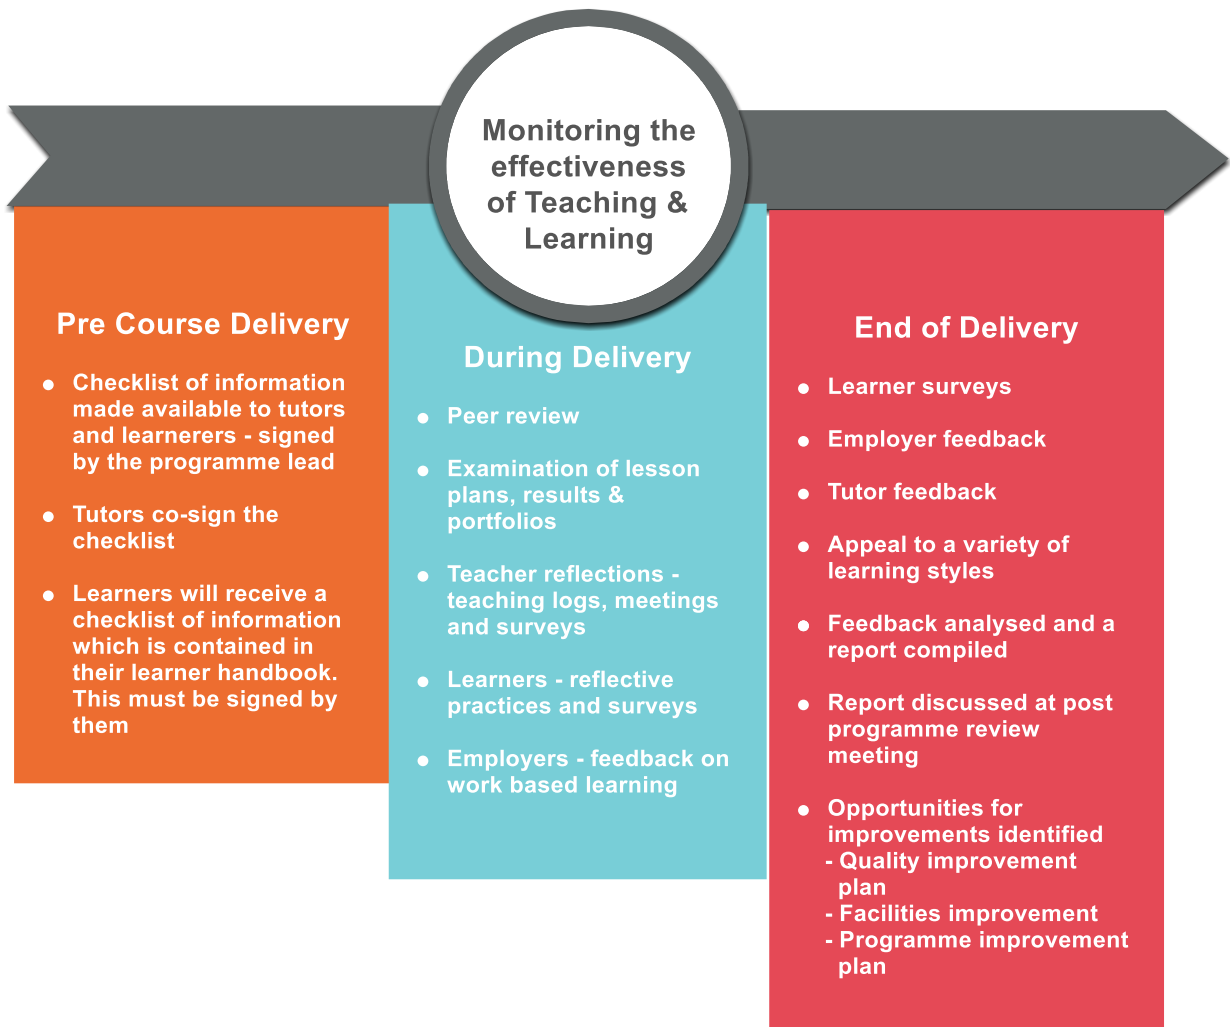 Monitoring the
effectiveness
of Teaching &
Learning
Pre Course Delivery
● Checklist of information
made available to tutors
and learnerers - signed
by the programme lead
● Tutors co-sign the
checklist
● Learners will receive a
checklist of information
which is contained in
their learner handbook.
This must be signed by
them
During Delivery
● Peer review
● Examination of lesson
plans, results &
portfolios
● Teacher reflections -
teaching logs, meetings
and surveys
● Learners - reflective
practices and surveys
● Employers - feedback on
work based learning
End of Delivery
● Learner surveys
● Employer feedback
● Tutor feedback
● Appeal to a variety of
learning styles
● Feedback analysed and a
report compiled
● Report discussed at post
programme review
meeting
● Opportunities for
improvements identified
- Quality improvement
plan
- Facilities improvement
- Programme improvement
plan